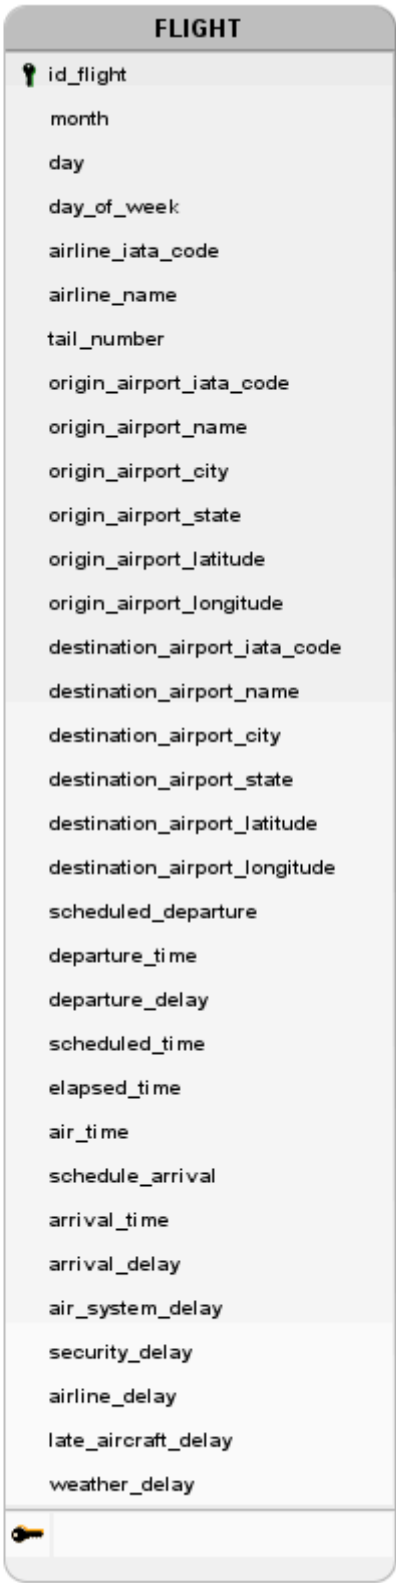 FLIGHT
id_flight
month
day
day_of_week
airline_iata_code
airline_name
tail_number
origin_airport_iata_code
origin_airport_name
origin_airport_city
origin_airport_state
origin_airport_latitude
origin_airport_longitude
destination_airport_iata_code
destination_airport_name
destination_airport_city
destination_airport_state
destination_airport_latitude
destination_airport_longitude
scheduled_departure
departure_time
departure_delay
scheduled_time
elapsed_time
air_time
schedule_arrival
arrival_time
arrival_delay
air_system_delay
security_delay
airline_delay
late_aircraft_delay
weather_delay